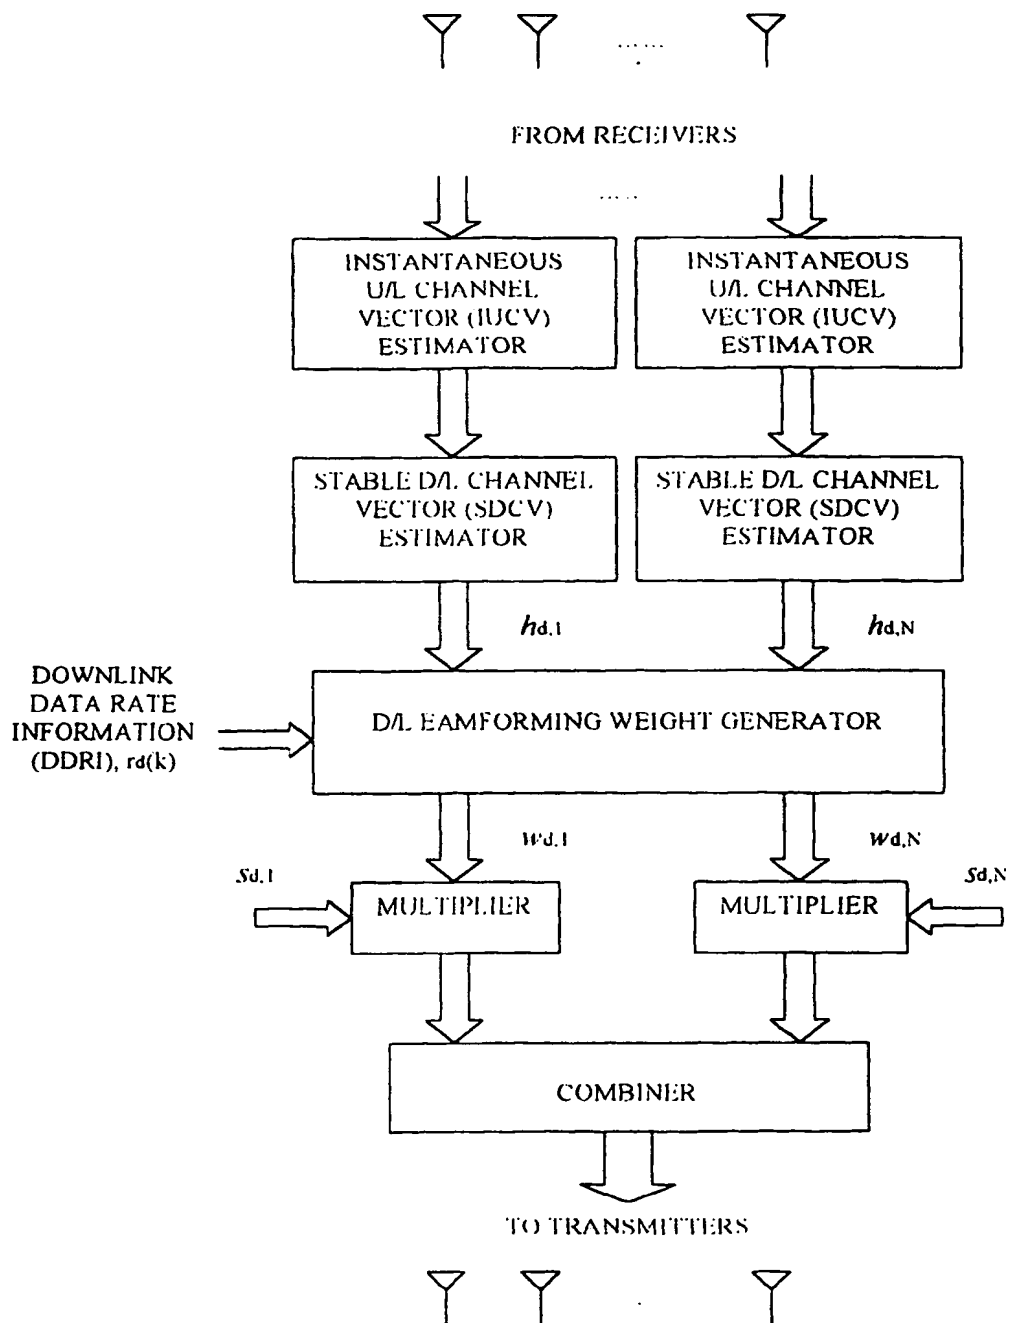 FROM RECEIVERS
INSTANTANEOUS
U/L CHANNEL
VECTOR (IUCV)
ESTIMATOR
INSTANTANEOUS
U/L CHANNEL
VECTOR (IUCV)
ESTIMATOR
STABLE D/L CHANNEL
VECTOR (SDCV)
ESTIMATOR
STABLE D/L CHANNEL
VECTOR (SDCV)
ESTIMATOR
hd,1
hd,N
DOWNLINK
DATA RATE
INFORMATION
(DDRI), rd(k)
D/L EAMFORMING WEIGHT GENERATOR
wd,1
wd,N
sd,1
sd,N
MULTIPLIER
MULTIPLIER
COMBINER
TO TRANSMITTERS